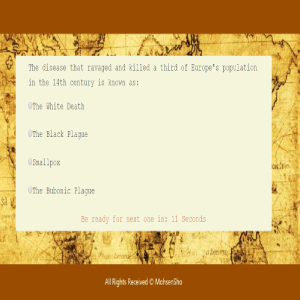 The disease that ravaged and killed a third of Europe's population
in the 14th century is known as:
The White Death
The Black Plague
Smallpox
The Bubonic Plague
Be ready for next one in: 11 Seconds
All Rights Received © MohsenSho